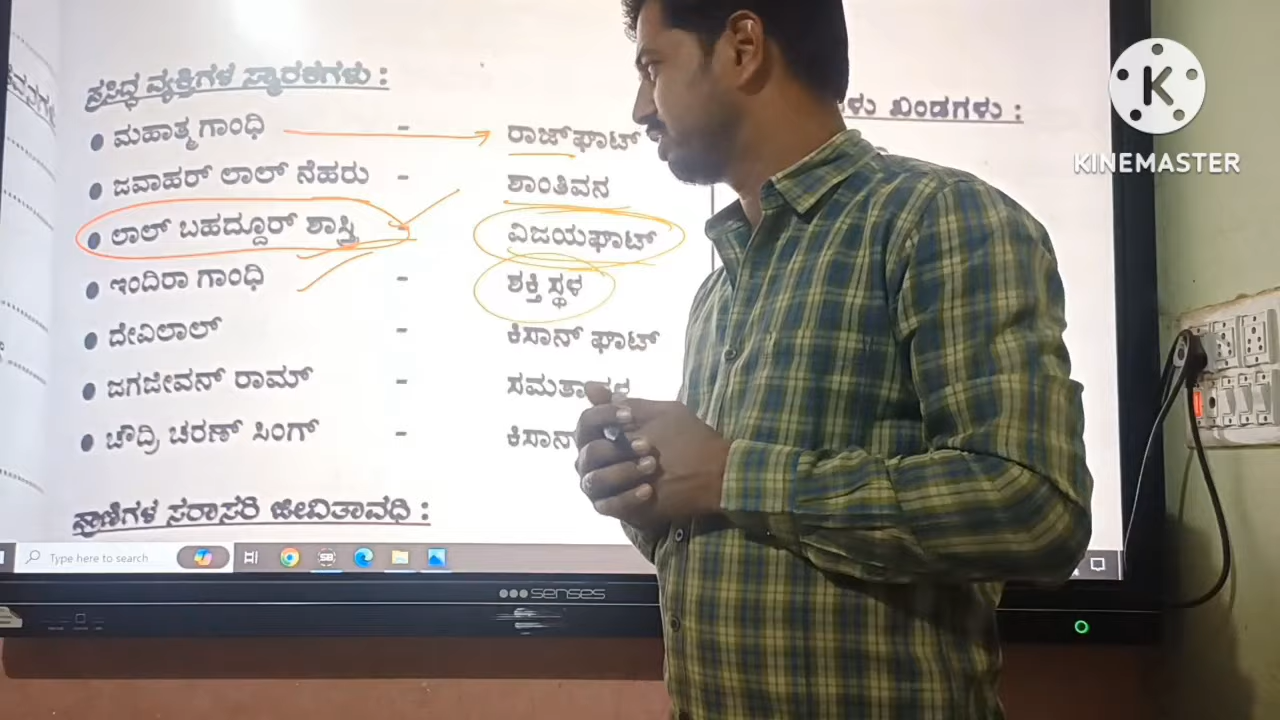 ಪ್ರಸಿದ್ಧ ವ್ಯಕ್ತಿಗಳ ಸ್ಮಾರಕಗಳು :
● ಮಹಾತ್ಮ ಗಾಂಧಿ - ರಾಜ್‌ಘಾಟ್
● ಜವಾಹರ್ ಲಾಲ್ ನೆಹರು - ಶಾಂತಿವನ
● ಲಾಲ್ ಬಹದ್ದೂರ್ ಶಾಸ್ತ್ರಿ - ವಿಜಯಘಾಟ್
● ಇಂದಿರಾ ಗಾಂಧಿ - ಶಕ್ತಿ ಸ್ಥಳ
● ದೇವಿಲಾಲ್ - ಕಿಸಾನ್ ಘಾಟ್
● ಜಗಜೀವನ್ ರಾಮ್ -
● ಚೌದ್ರಿ ಚರಣ್ ಸಿಂಗ್ - ಕಿಸಾನ್
ಪ್ರಾಣಿಗಳ ಸರಾಸರಿ ಜೀವಿತಾವಧಿ :
ಖಂಡಗಳು :
K
KINEMASTER
Type here to search
SB
senses